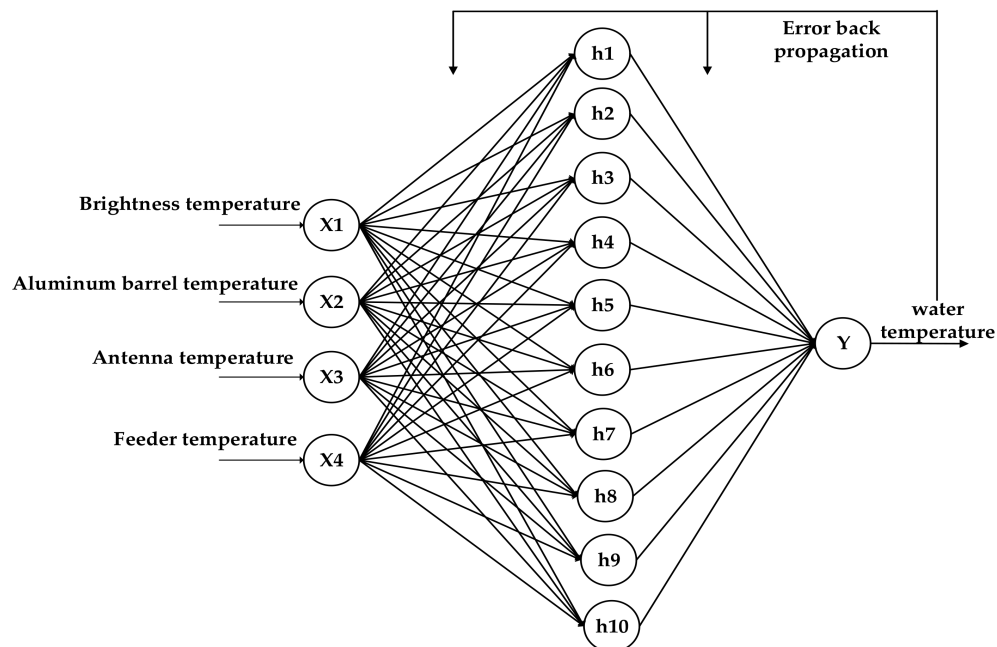 Error back
propagation
h1
h2
h3
Brightness temperature
X1
h4
Aluminum barrel temperature
X2
h5
water
temperature
Y
Antenna temperature
X3
h6
Feeder temperature
X4
h7
h8
h9
h10